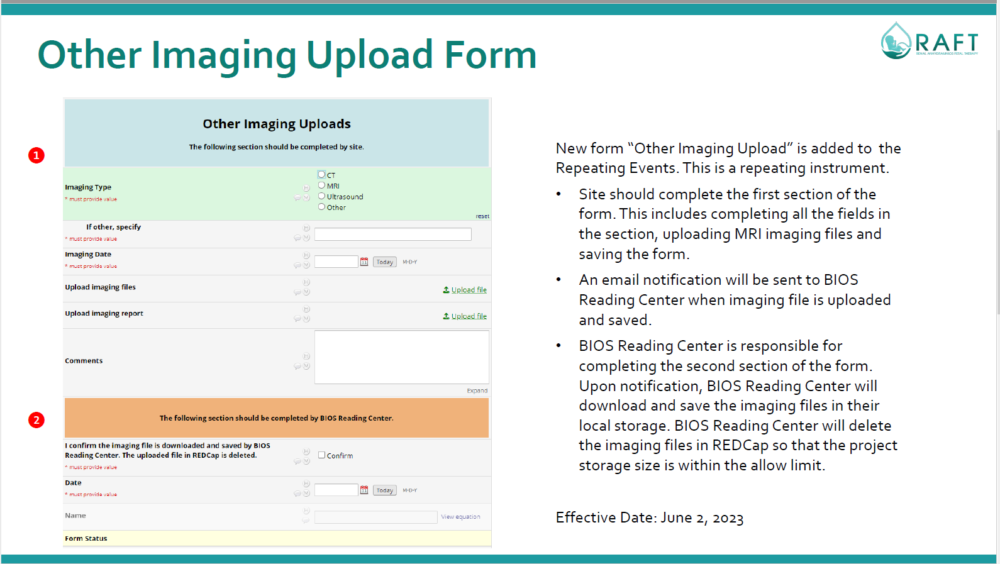 Other Imaging Upload Form
RAFT
RENAL ANHYDRAMNIOS FETAL THERAPY
Other Imaging Uploads
The following section should be completed by site.
1
Imaging Type
* must provide value
H
M
CT
MRI
Ultrasound
Other
reset
If other, specify
* must provide value
H
M
Imaging Date
* must provide value
H
M
31
Today
M-D-Y
Upload imaging files
H
M
Upload file
Upload imaging report
H
M
Upload file
Comments
H
M
Expand
2
The following section should be completed by BIOS Reading Center.
I confirm the imaging file is downloaded and saved by BIOS
Reading Center. The uploaded file in REDCap is deleted.
* must provide value
H
M
Confirm
Date
* must provide value
H
M
31
Today
M-D-Y
Name
H
View equation
Form Status
New form “Other Imaging Upload” is added to the
Repeating Events. This is a repeating instrument.
• Site should complete the first section of the
form. This includes completing all the fields in
the section, uploading MRI imaging files and
saving the form.
• An email notification will be sent to BIOS
Reading Center when imaging file is uploaded
and saved.
• BIOS Reading Center is responsible for
completing the second section of the form.
Upon notification, BIOS Reading Center will
download and save the imaging files in their
local storage. BIOS Reading Center will delete
the imaging files in REDCap so that the project
storage size is within the allow limit.
Effective Date: June 2, 2023